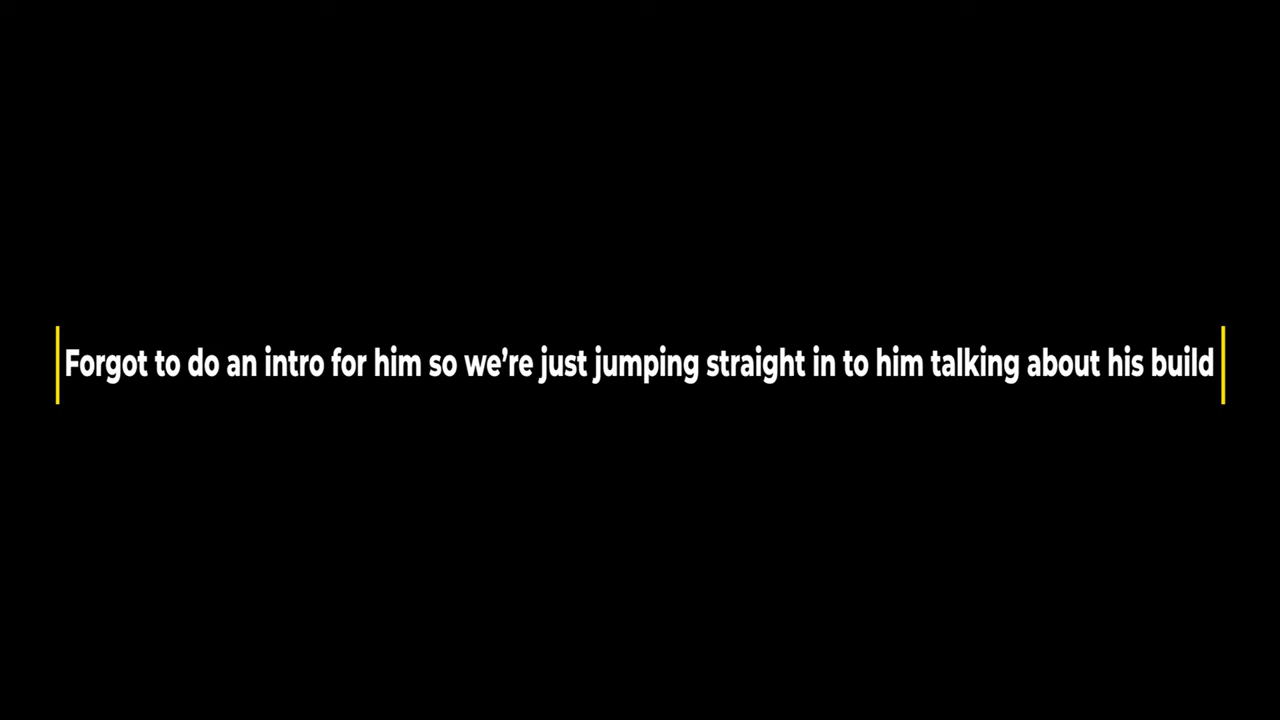 Forgot to do an intro for him so we’re just jumping straight in to him talking about his build